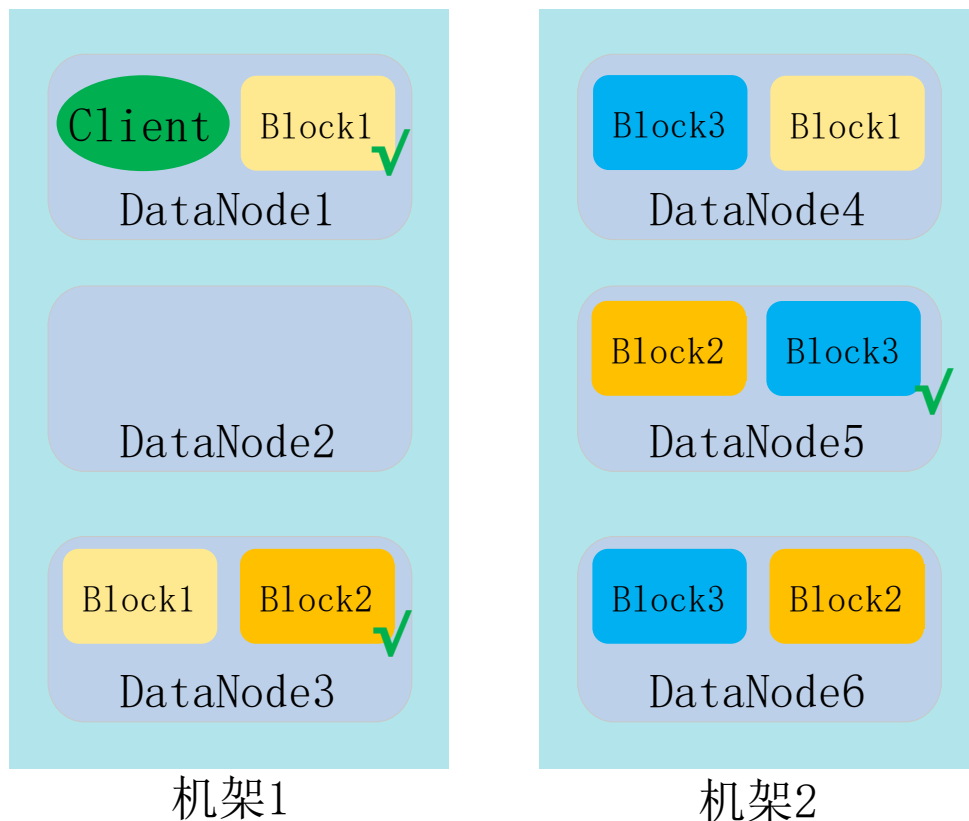 Client
Block1
√
DataNode1
DataNode2
Block1
Block2
√
DataNode3
机架1
Block3
Block1
DataNode4
Block2
Block3
√
DataNode5
Block3
Block2
DataNode6
机架2